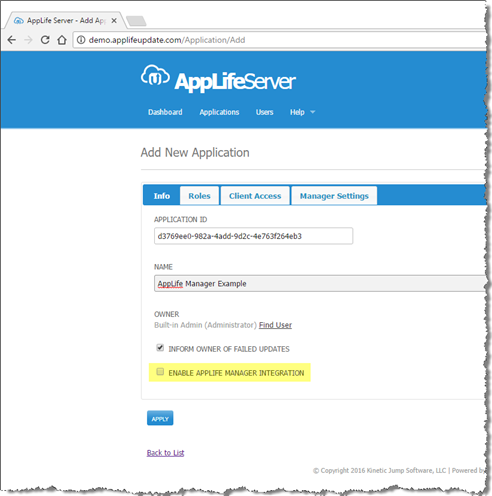 AppLife Server - Add Ap
demo.applifeupdate.com/Application/Add
AppLifeServer
Dashboard Applications Users Help
Add New Application
Info Roles Client Access Manager Settings
APPLICATION ID
d3769ee0-982a-4add-9d2c-4e763f264eb3
NAME
AppLife Manager Example
OWNER
Built-in Admin (Administrator) Find User
INFORM OWNER OF FAILED UPDATES
ENABLE APPLIFE MANAGER INTEGRATION
APPLY
Back to List
© Copyright 2016 Kinetic Jump Software, LLC | Powered by